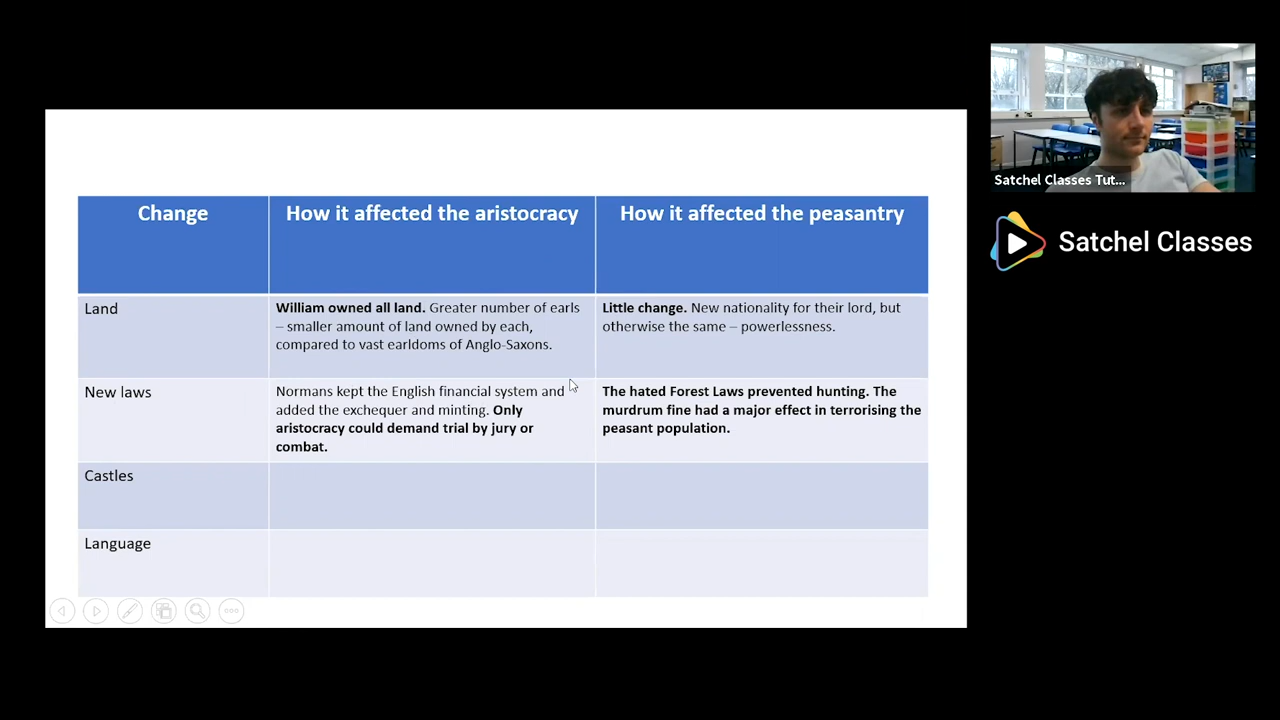 Satchel Classes Tut...
Satchel Classes
Change
How it affected the aristocracy
How it affected the peasantry
Land
William owned all land. Greater number of earls
– smaller amount of land owned by each,
compared to vast earldoms of Anglo-Saxons.
Little change. New nationality for their lord, but
otherwise the same – powerlessness.
New laws
Normans kept the English financial system and
added the exchequer and minting. Only
aristocracy could demand trial by jury or
combat.
The hated Forest Laws prevented hunting. The
murdrum fine had a major effect in terrorising the
peasant population.
Castles
Language